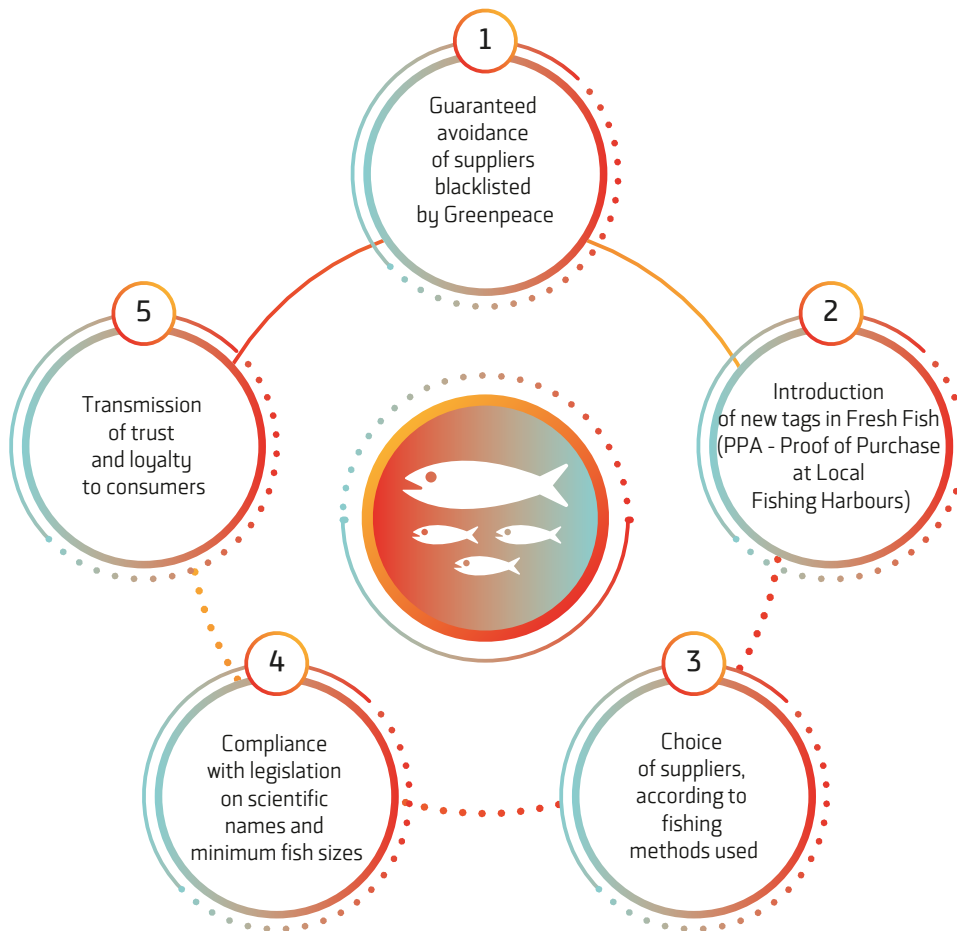 1
Guaranteed
avoidance
of suppliers
blacklisted
by Greenpeace
2
Introduction
of new tags in Fresh Fish
(PPA - Proof of Purchase
at Local
Fishing Harbours)
3
Choice
of suppliers,
according to
fishing
methods used
4
Compliance
with legislation
on scientific
names and
minimum fish sizes
5
Transmission
of trust
and loyalty
to consumers